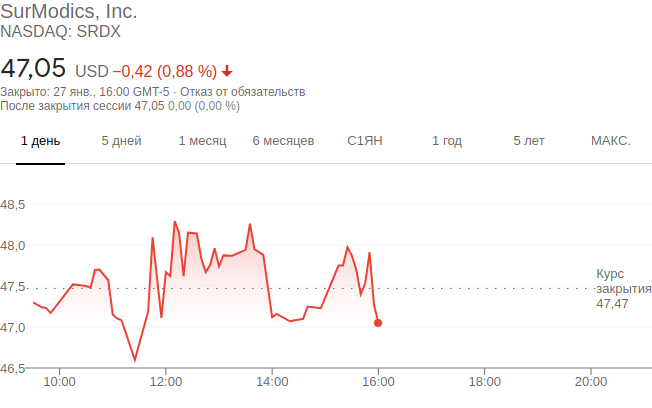 SurModics, Inc.
NASDAQ: SRDX
47,05 USD −0,42 (0,88 %)
Закрыто: 27 янв., 16:00 GMT-5 · Отказ от обязательств
После закрытия сессии 47,05 0,00 (0,00 %)
1 день 5 дней 1 месяц 6 месяцев С1ЯН 1 год 5 лет МАКС.
48,5
48,0
47,5
47,0
46,5
Курс
закрытия
47,47
10:00 12:00 14:00 16:00 18:00 20:00